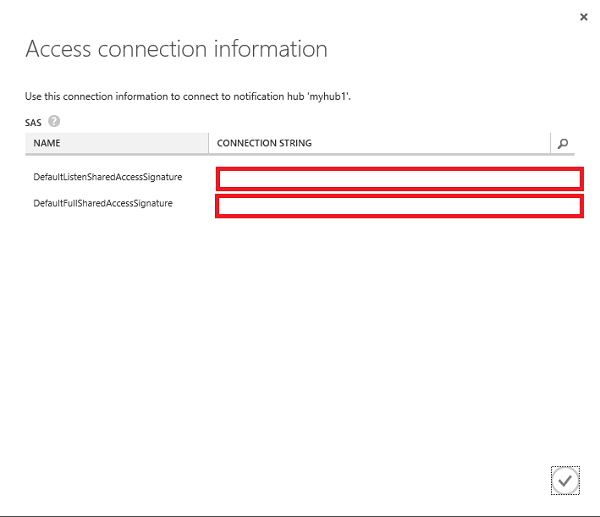 Access connection information
Use this connection information to connect to notification hub 'myhub1'.
SAS ?
NAME CONNECTION STRING
DefaultListenSharedAccessSignature
DefaultFullSharedAccessSignature